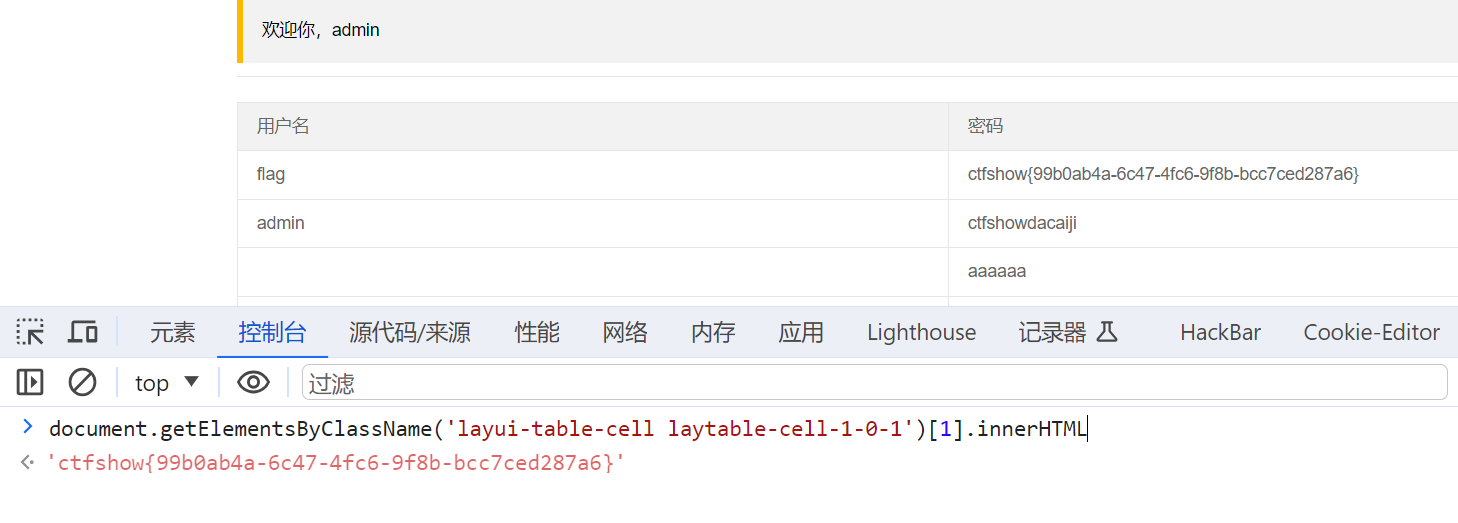 欢迎你，admin
用户名 密码
flag ctfshow{99b0ab4a-6c47-4fc6-9f8b-bcc7ced287a6}
admin ctfshowdacaiji
aaaaaa
元素 控制台 源代码/来源 性能 网络 内存 应用 Lighthouse 记录器 HackBar Cookie-Editor
top 过滤
document.getElementsByClassName('layui-table-cell laytable-cell-1-0-1')[1].innerHTML
'ctfshow{99b0ab4a-6c47-4fc6-9f8b-bcc7ced287a6}'